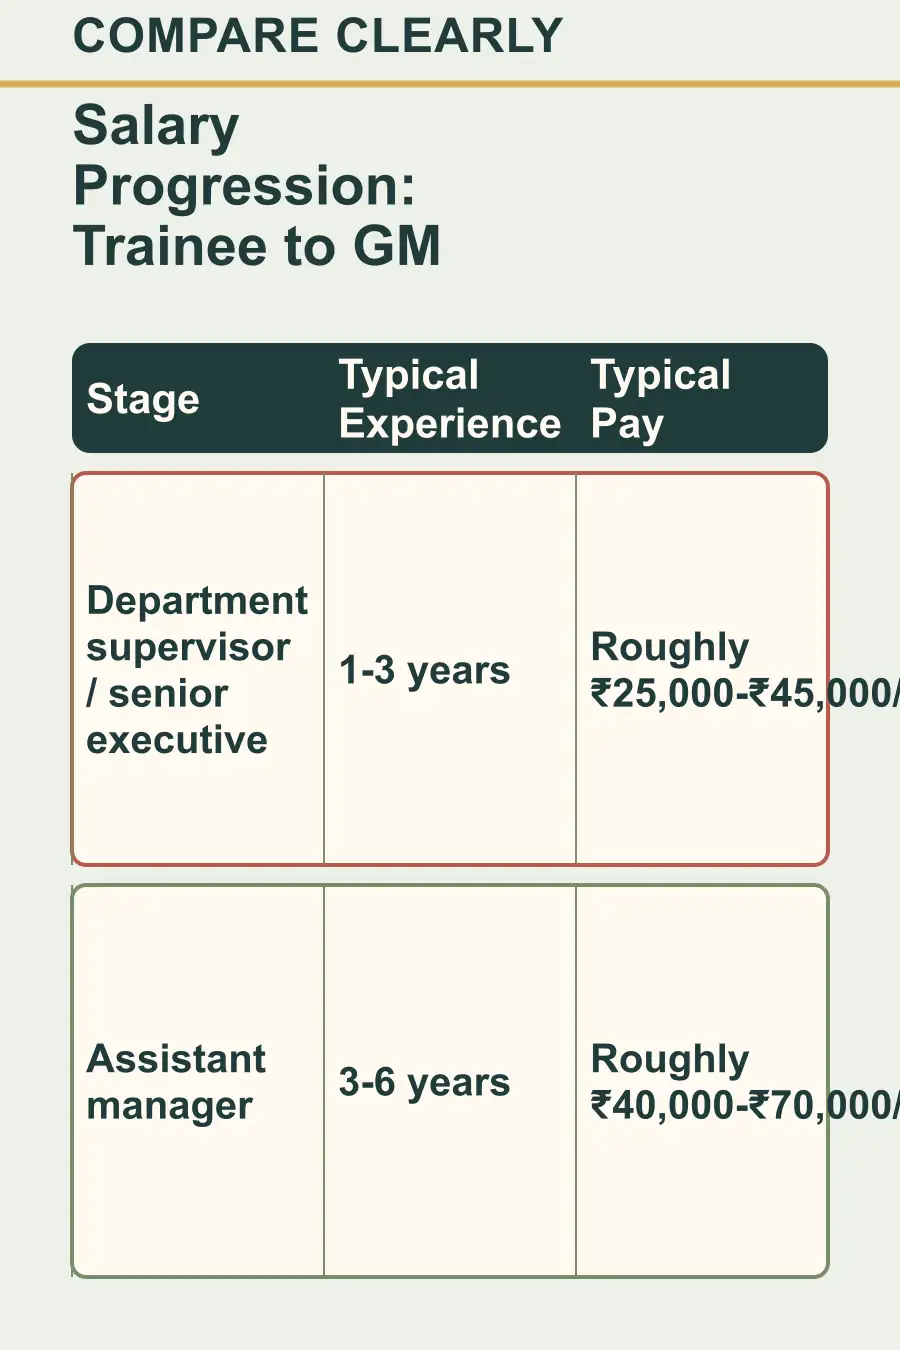 COMPARE CLEARLY
Salary
Progression:
Trainee to GM
Stage
Typical
Experience
Typical
Pay
Department
supervisor
/ senior
executive
1-3 years
Roughly
₹25,000-₹45,000/
Assistant
manager
3-6 years
Roughly
₹40,000-₹70,000/